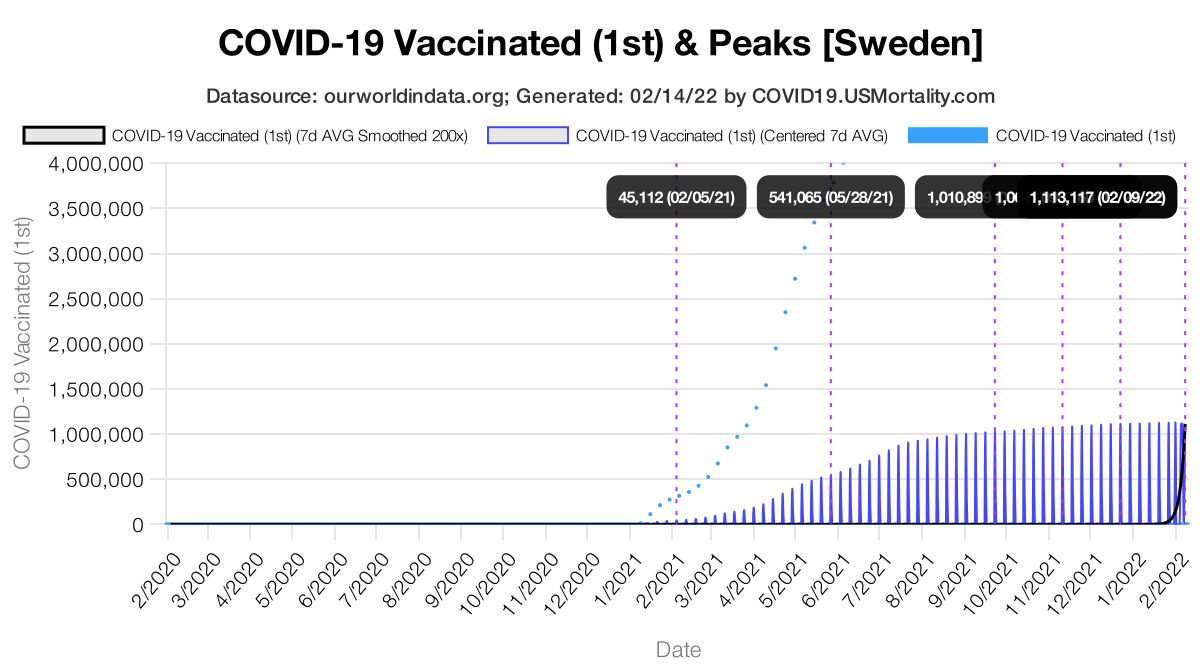 COVID-19 Vaccinated (1st) & Peaks [Sweden]
Datasource: ourworldindata.org; Generated: 02/14/22 by COVID19.USMortality.com
COVID-19 Vaccinated (1st) (7d AVG Smoothed 200x) COVID-19 Vaccinated (1st) (Centered 7d AVG) COVID-19 Vaccinated (1st)
4,000,000
45,112 (02/05/21) 541,065 (05/28/21) 1,010,899 1,113,117 (02/09/22)
3,500,000
3,000,000
2,500,000
2,000,000
1,500,000
1,000,000
500,000
0
COVID-19 Vaccinated (1st)
2/2020 3/2020 4/2020 5/2020 6/2020 7/2020 8/2020 9/2020 10/2020 11/2020 12/2020 1/2021 2/2021 3/2021 4/2021 5/2021 6/2021 7/2021 8/2021 9/2021 10/2021 11/2021 12/2021 1/2022 2/2022
Date